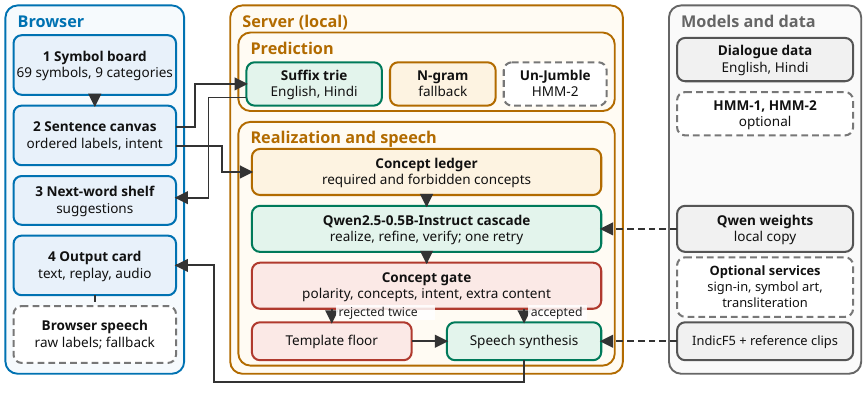 Browser
1 Symbol board
69 symbols, 9 categories
2 Sentence canvas
ordered labels, intent
3 Next-word shelf
suggestions
4 Output card
text, replay, audio
Browser speech
raw labels; fallback
Server (local)
Prediction
Suffix trie
English, Hindi
N-gram
fallback
Un-Jumble
HMM-2
Realization and speech
Concept ledger
required and forbidden concepts
Qwen2.5-0.5B-Instruct cascade
realize, refine, verify; one retry
Concept gate
polarity, concepts, intent, extra content
rejected twice
accepted
Template floor
Speech synthesis
Models and data
Dialogue data
English, Hindi
HMM-1, HMM-2
optional
Qwen weights
local copy
Optional services
sign-in, symbol art,
transliteration
IndicF5 + reference clips